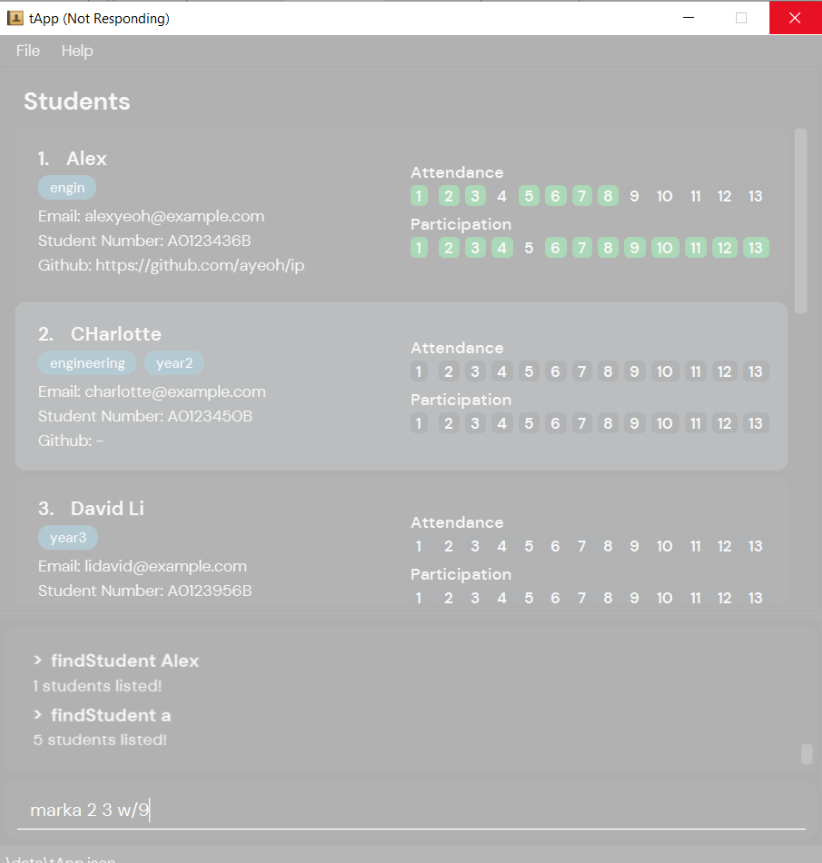 tApp (Not Responding)
File Help
Students
1. Alex
engin
Email: alexyeoh@example.com
Student Number: A0123436B
Github: https://github.com/ayeoh/ip
Attendance
1 2 3 4 5 6 7 8 9 10 11 12 13
Participation
1 2 3 4 5 6 7 8 9 10 11 12 13
2. CHarlotte
engineering year2
Email: charlotte@example.com
Student Number: A0123450B
Github: -
Attendance
1 2 3 4 5 6 7 8 9 10 11 12 13
Participation
1 2 3 4 5 6 7 8 9 10 11 12 13
3. David Li
year3
Email: lidavid@example.com
Student Number: A0123956B
Attendance
1 2 3 4 5 6 7 8 9 10 11 12 13
Participation
1 2 3 4 5 6 7 8 9 10 11 12 13
> findStudent Alex
1 students listed!
> findStudent a
5 students listed!
marka 2 3 w/9
.\data\tApp.json